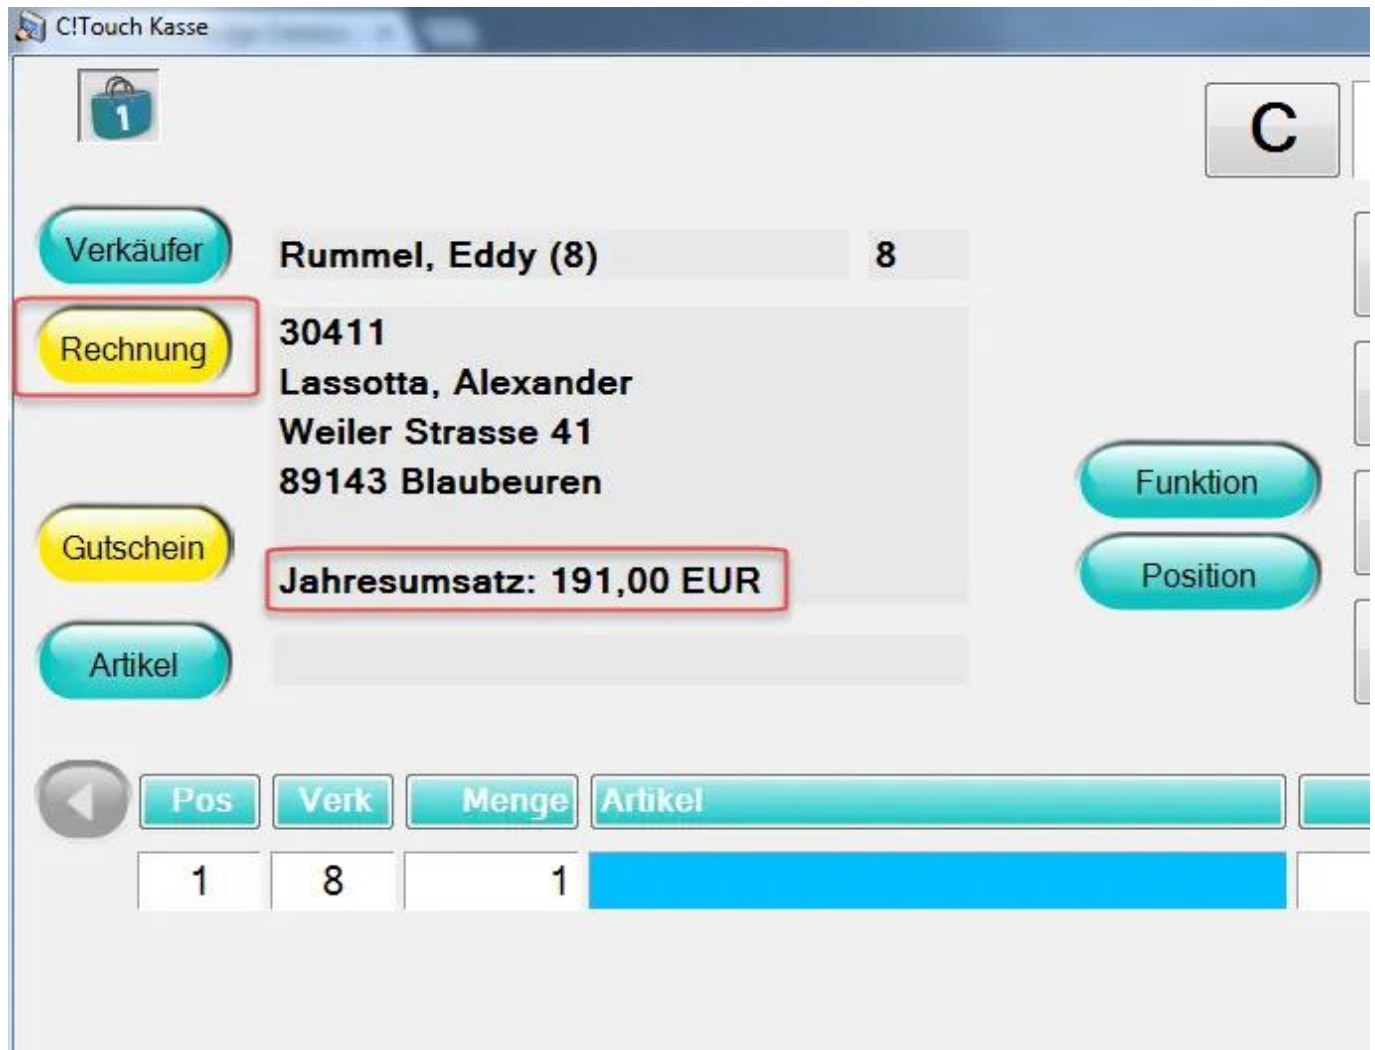 C!Touch Kasse
1
C
Verkäufer
Rummel, Eddy (8)
8
Rechnung
30411
Lassotta, Alexander
Weiler Strasse 41
89143 Blaubeuren
Funktion
Gutschein
Jahresumsatz: 191,00 EUR
Position
Artikel
Pos Verk Menge Artikel
1 8 1